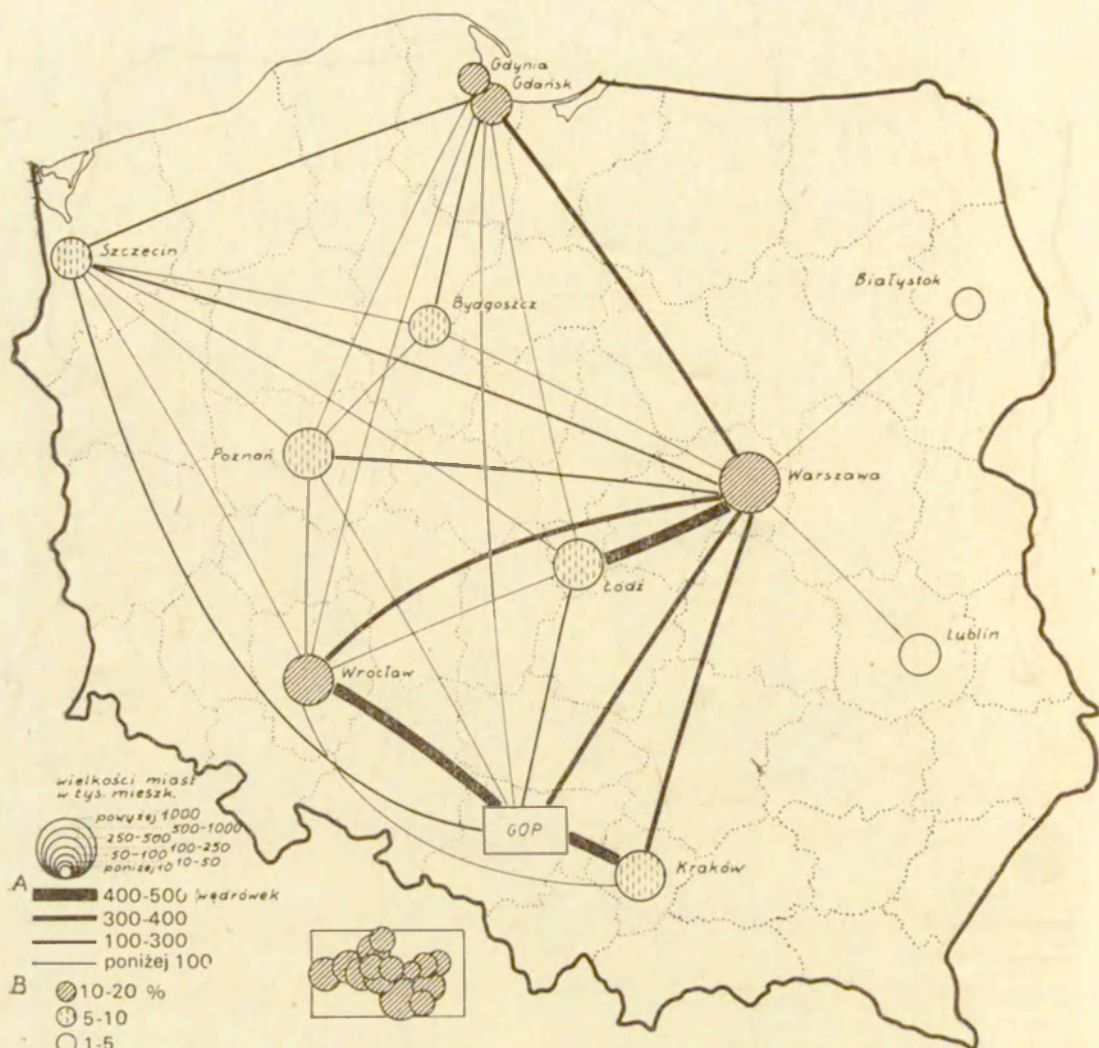 Gdynia
Gdańsk
Szczecin
Białystok
Bydgoszcz
Poznań
Warszawa
Łódź
Lublin
Wrocław
wielkości miast
w tys. mieszk.
powyżej 1000
500-1000
250-500
100-250
50-100
10-50
poniżej 10
GOP
Kraków
A
400-500 wędrówek
300-400
100-300
poniżej 100
B
10-20 %
5-10
1-5